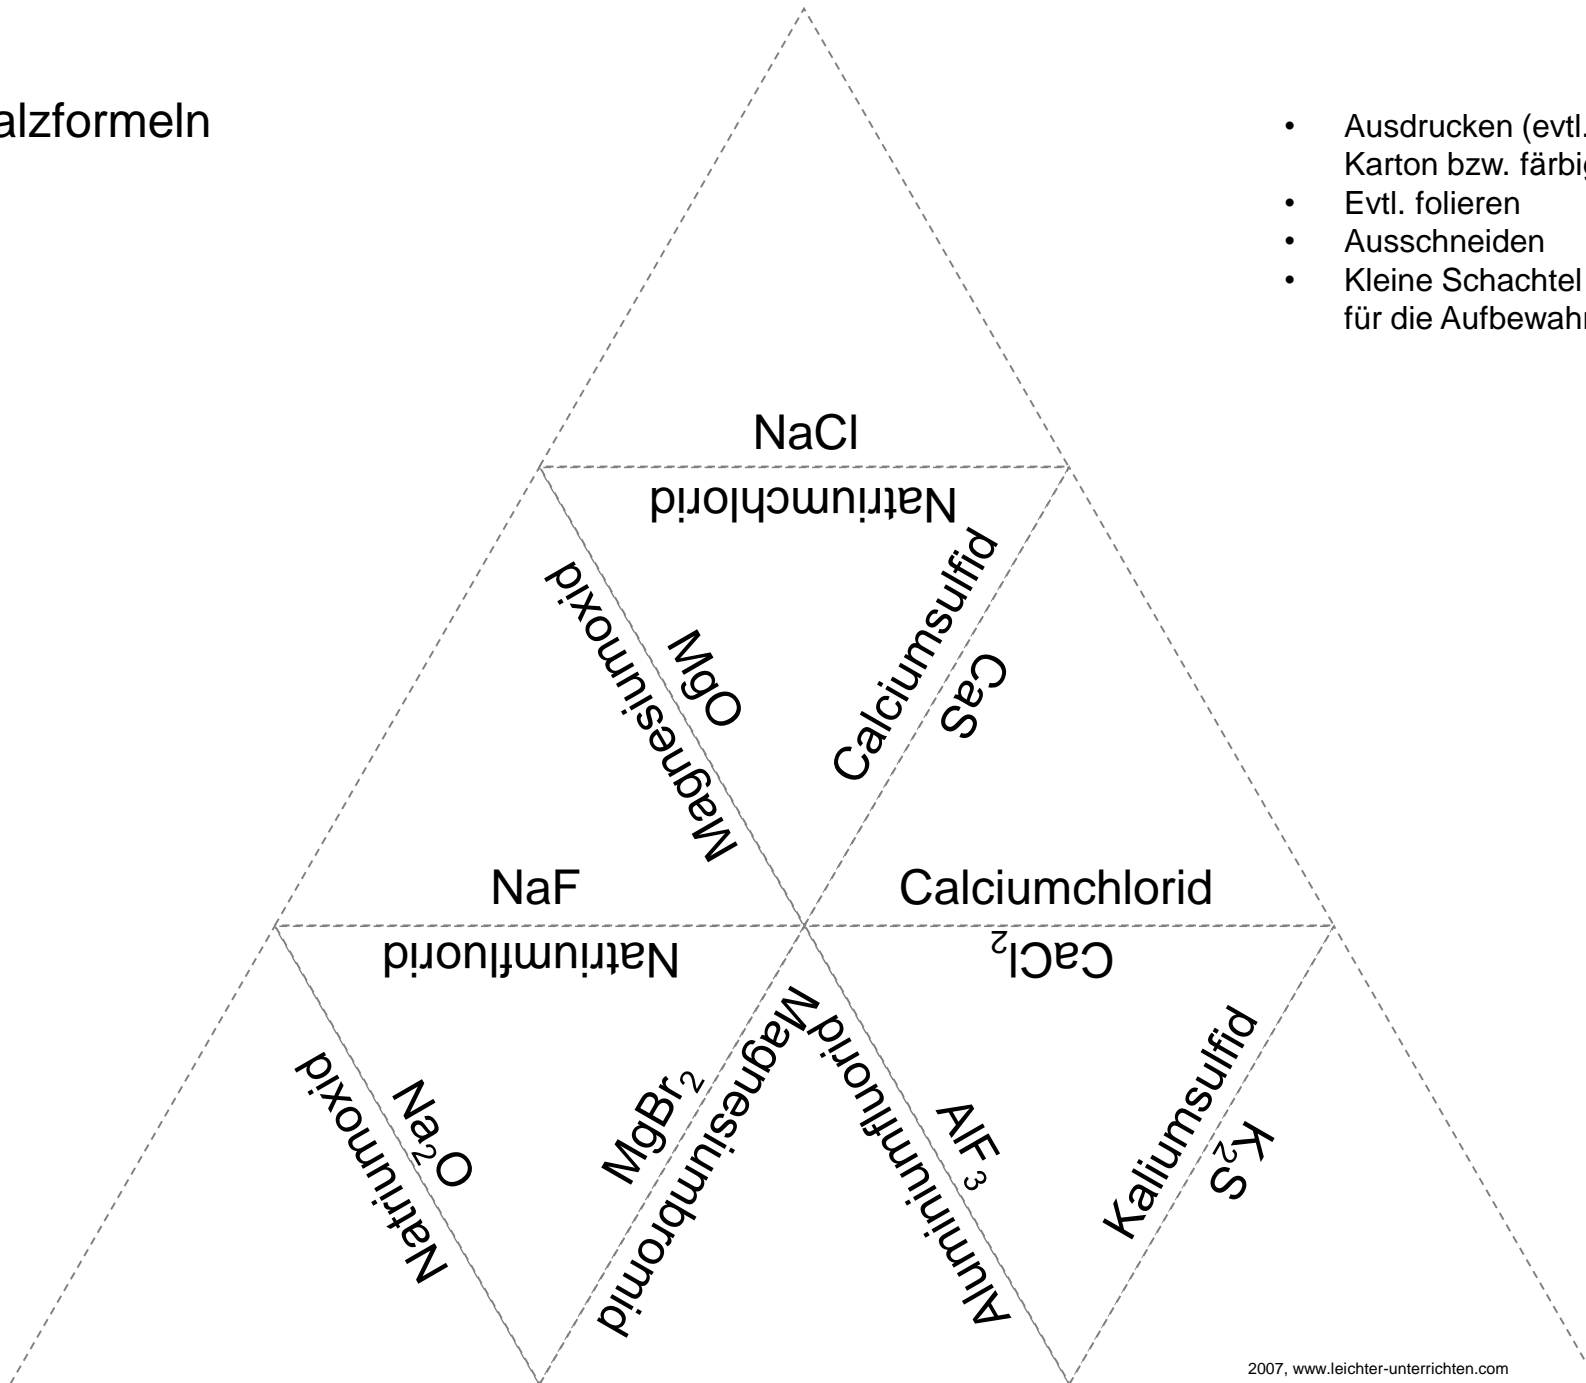 alzformeln
• Ausdrucken (evtl.
Karton bzw. färbig
• Evtl. folieren
• Ausschneiden
• Kleine Schachtel
für die Aufbewahr
NaCl
Natriumchlorid
Magnesiumoxid
MgO
Calciumsulfid
CaS
NaF
Natriumfluorid
Calciumchlorid
CaCl₂
Natriumoxid
Na₂O
MgBr₂
Magnesiumbromid
Aluminiumfluorid
AlF₃
Kaliumsulfid
K₂S
2007, www.leichter-unterrichten.com